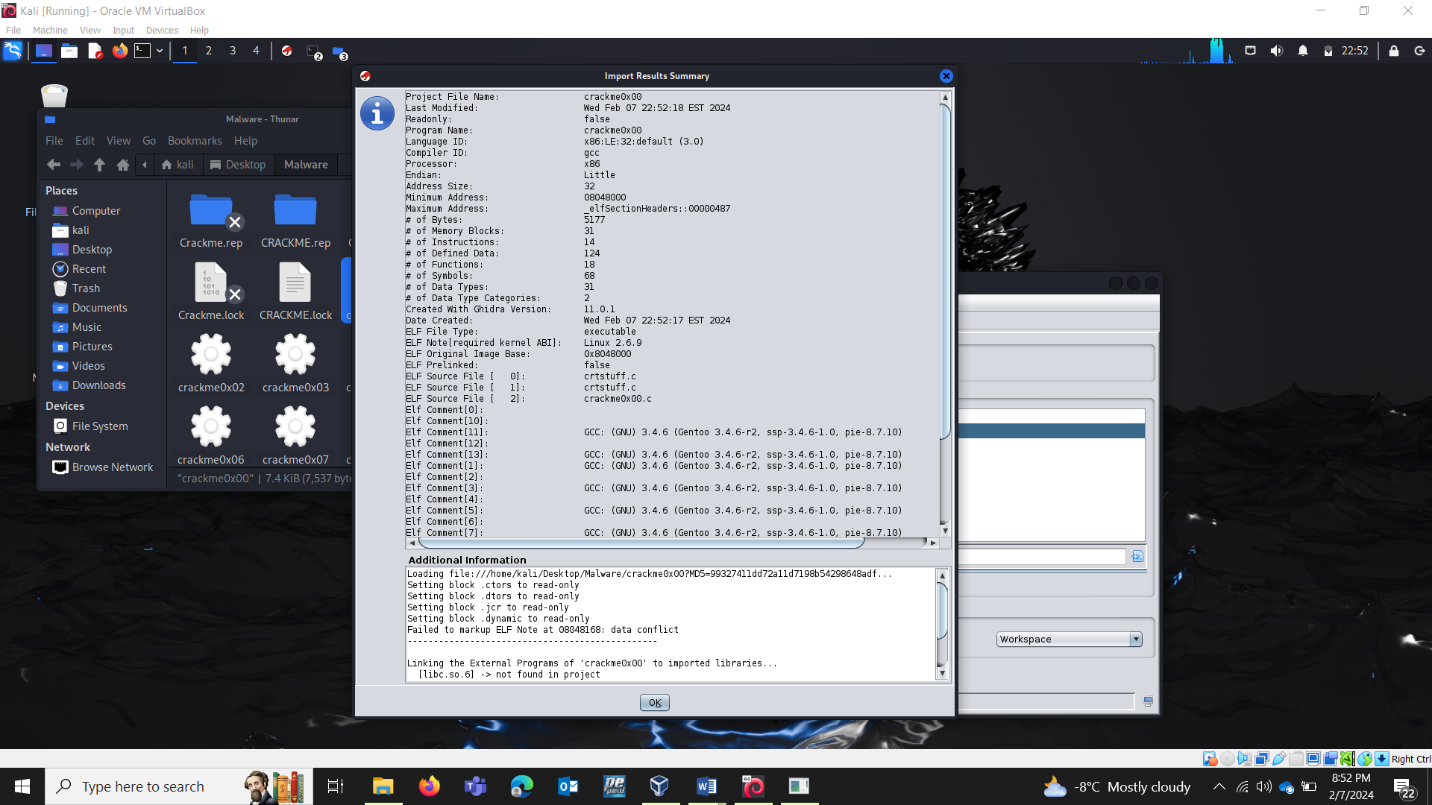 Kali [Running] - Oracle VM VirtualBox
File Machine View Input Devices Help
1 2 3 4 2 3 22:52
Import Results Summary
Project File Name: crackme0x00
Last Modified: Wed Feb 07 22:52:18 EST 2024
Readonly: false
Program Name: crackme0x00
Language ID: x86:LE:32:default (3.0)
Compiler ID: gcc
Processor: x86
Endian: Little
Address Size: 32
Minimum Address: 08048000
Maximum Address: _elfSectionHeaders::00000487
# of Bytes: 5177
# of Memory Blocks: 31
# of Instructions: 14
# of Defined Data: 124
# of Functions: 18
# of Symbols: 68
# of Data Types: 31
# of Data Type Categories: 2
Created With Ghidra Version: 11.0.1
Date Created: Wed Feb 07 22:52:17 EST 2024
ELF File Type: executable
ELF Note[required kernel ABI]: Linux 2.6.9
ELF Original Image Base: 0x8048000
ELF Prelinked: false
ELF Source File [ 0]: crtstuff.c
ELF Source File [ 1]: crtstuff.c
ELF Source File [ 2]: crackme0x00.c
Elf Comment[0]:
Elf Comment[10]:
Elf Comment[11]: GCC: (GNU) 3.4.6 (Gentoo 3.4.6-r2, ssp-3.4.6-1.0, pie-8.7.10)
Elf Comment[12]:
Elf Comment[13]: GCC: (GNU) 3.4.6 (Gentoo 3.4.6-r2, ssp-3.4.6-1.0, pie-8.7.10)
Elf Comment[1]: GCC: (GNU) 3.4.6 (Gentoo 3.4.6-r2, ssp-3.4.6-1.0, pie-8.7.10)
Elf Comment[2]:
Elf Comment[3]: GCC: (GNU) 3.4.6 (Gentoo 3.4.6-r2, ssp-3.4.6-1.0, pie-8.7.10)
Elf Comment[4]:
Elf Comment[5]: GCC: (GNU) 3.4.6 (Gentoo 3.4.6-r2, ssp-3.4.6-1.0, pie-8.7.10)
Elf Comment[6]:
Elf Comment[7]: GCC: (GNU) 3.4.6 (Gentoo 3.4.6-r2, ssp-3.4.6-1.0, pie-8.7.10)
Additional Information
Loading file:///home/kali/Desktop/Malware/crackme0x00?MD5=99327411dd72a11d7198b54298648adf...
Setting block .ctors to read-only
Setting block .dtors to read-only
Setting block .jcr to read-only
Setting block .dynamic to read-only
Failed to markup ELF Note at 08048168: data conflict
------------------------------------------------
Linking the External Programs of 'crackme0x00' to imported libraries...
[libc.so.6] -> not found in project
OK
Malware - Thunar
File Edit View Go Bookmarks Help
kali Desktop Malware
Places
Computer
kali
Desktop
Recent
Trash
Documents
Music
Pictures
Videos
Downloads
Devices
File System
Network
Browse Network
Crackme.rep CRACKME.rep
Crackme.lock CRACKME.lock
crackme0x02 crackme0x03
crackme0x06 crackme0x07
"crackme0x00" | 7.4 KiB (7,537 byte
Fil
Workspace
Right Ctrl
Type here to search
-8°C Mostly cloudy
8:52 PM
2/7/2024
22